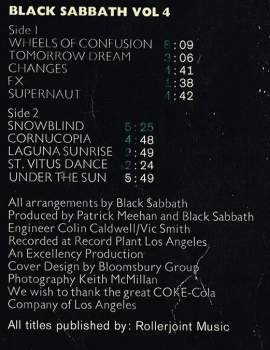 BLACK SABBATH VOL 4
Side 1
WHEELS OF CONFUSION 8:09
TOMORROW DREAM 3:06
CHANGES 4:41
FX 1:38
SUPERNAUT 4:42
Side 2
SNOWBLIND 5:25
CORNUCOPIA 4:48
LAGUNA SUNRISE 2:49
ST. VITUS DANCE 2:24
UNDER THE SUN 5:49
All arrangements by Black Sabbath
Produced by Patrick Meehan and Black Sabbath
Engineer Colin Caldwell/Vic Smith
Recorded at Record Plant Los Angeles
An Excellency Production
Cover Design by Bloomsbury Group
Photography Keith McMillan
We wish to thank the great COKE-Cola
Company of Los Angeles
All titles published by: Rollerjoint Music